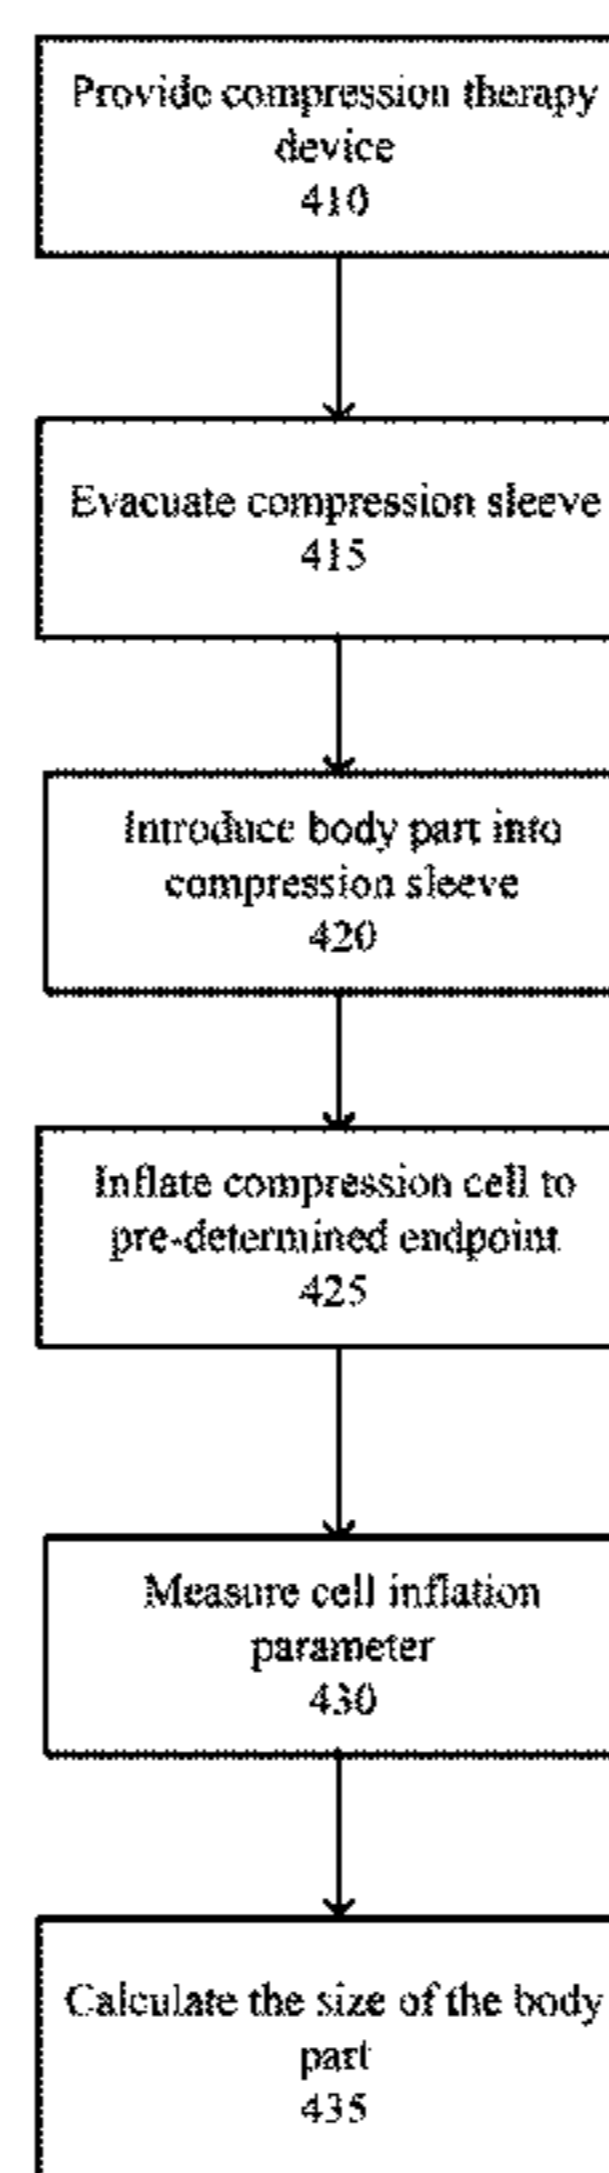 Provide compression therapy
device
410
Evacuate compression sleeve
415
Introduce body part into
compression sleeve
420
Inflate compression cell to
pre-determined endpoint
425
Measure cell inflation
parameter
430
Calculate the size of the body
part
435